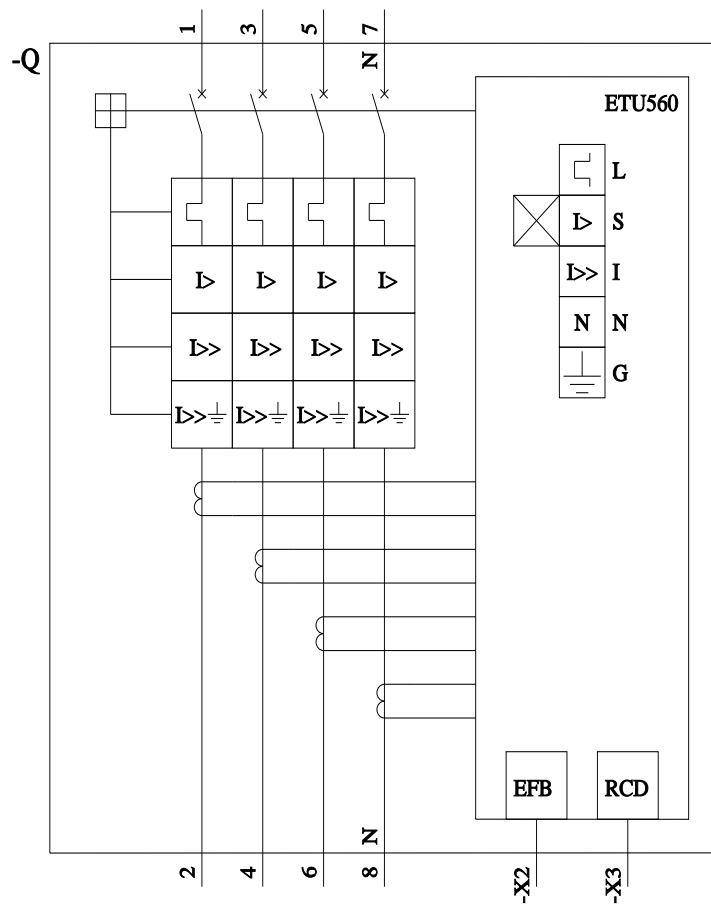 1 3 5 7
-Q
N
ETU560
L
I> S
I> I> I> I>
I>> I
I>> I>> I>> I>>
N N
G
I>> I>> I>> I>>
EFB RCD
N
2 4 6 8
-X2 -X3